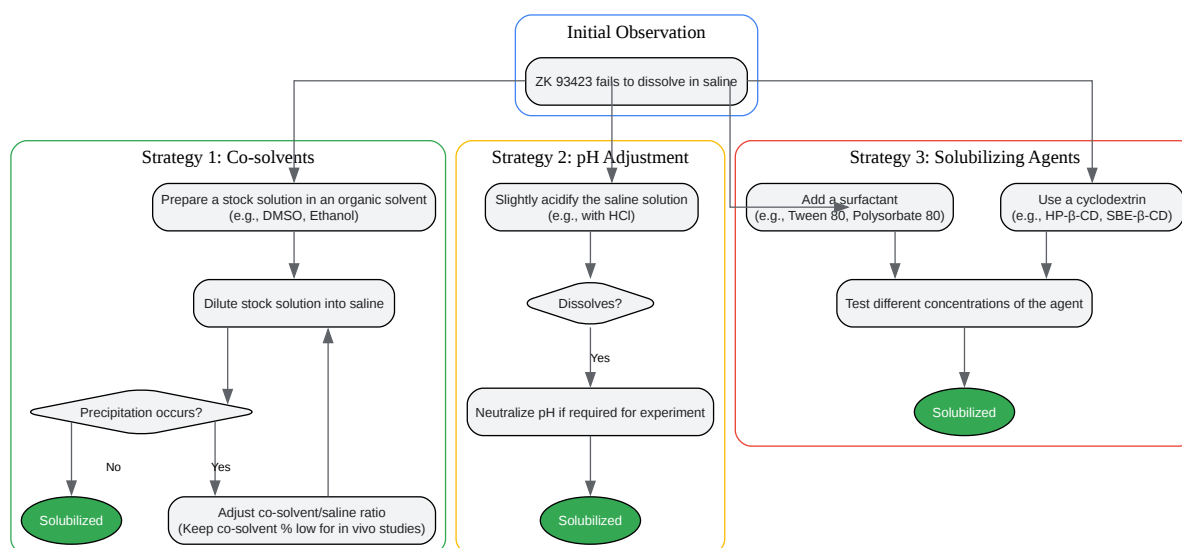 Initial Observation
ZK 93423 fails to dissolve in saline
Strategy 1: Co-solvents
Prepare a stock solution in an organic solvent
(e.g., DMSO, Ethanol)
Dilute stock solution into saline
Precipitation occurs?
No
Yes
Solubilized
Adjust co-solvent/saline ratio
(Keep co-solvent % low for in vivo studies)
Strategy 2: pH Adjustment
Slightly acidify the saline solution
(e.g., with HCl)
Dissolves?
Yes
Neutralize pH if required for experiment
Solubilized
Strategy 3: Solubilizing Agents
Add a surfactant
(e.g., Tween 80, Polysorbate 80)
Use a cyclodextrin
(e.g., HP-β-CD, SBE-β-CD)
Test different concentrations of the agent
Solubilized